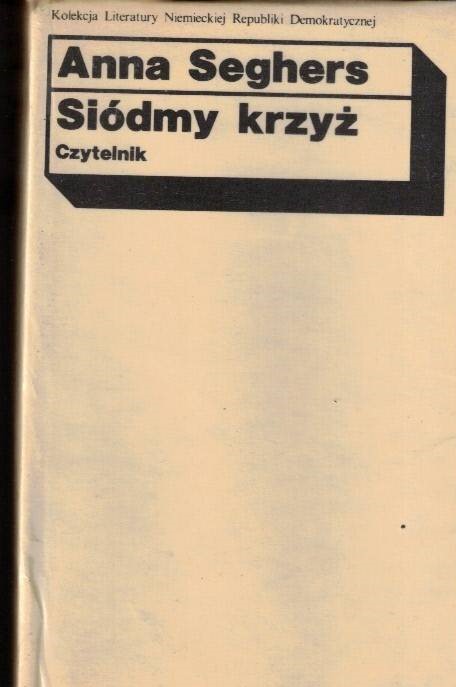 Kolekcja Literatury Niemieckiej Republiki Demokratycznej
Anna Seghers
Siódmy krzyż
Czytelnik